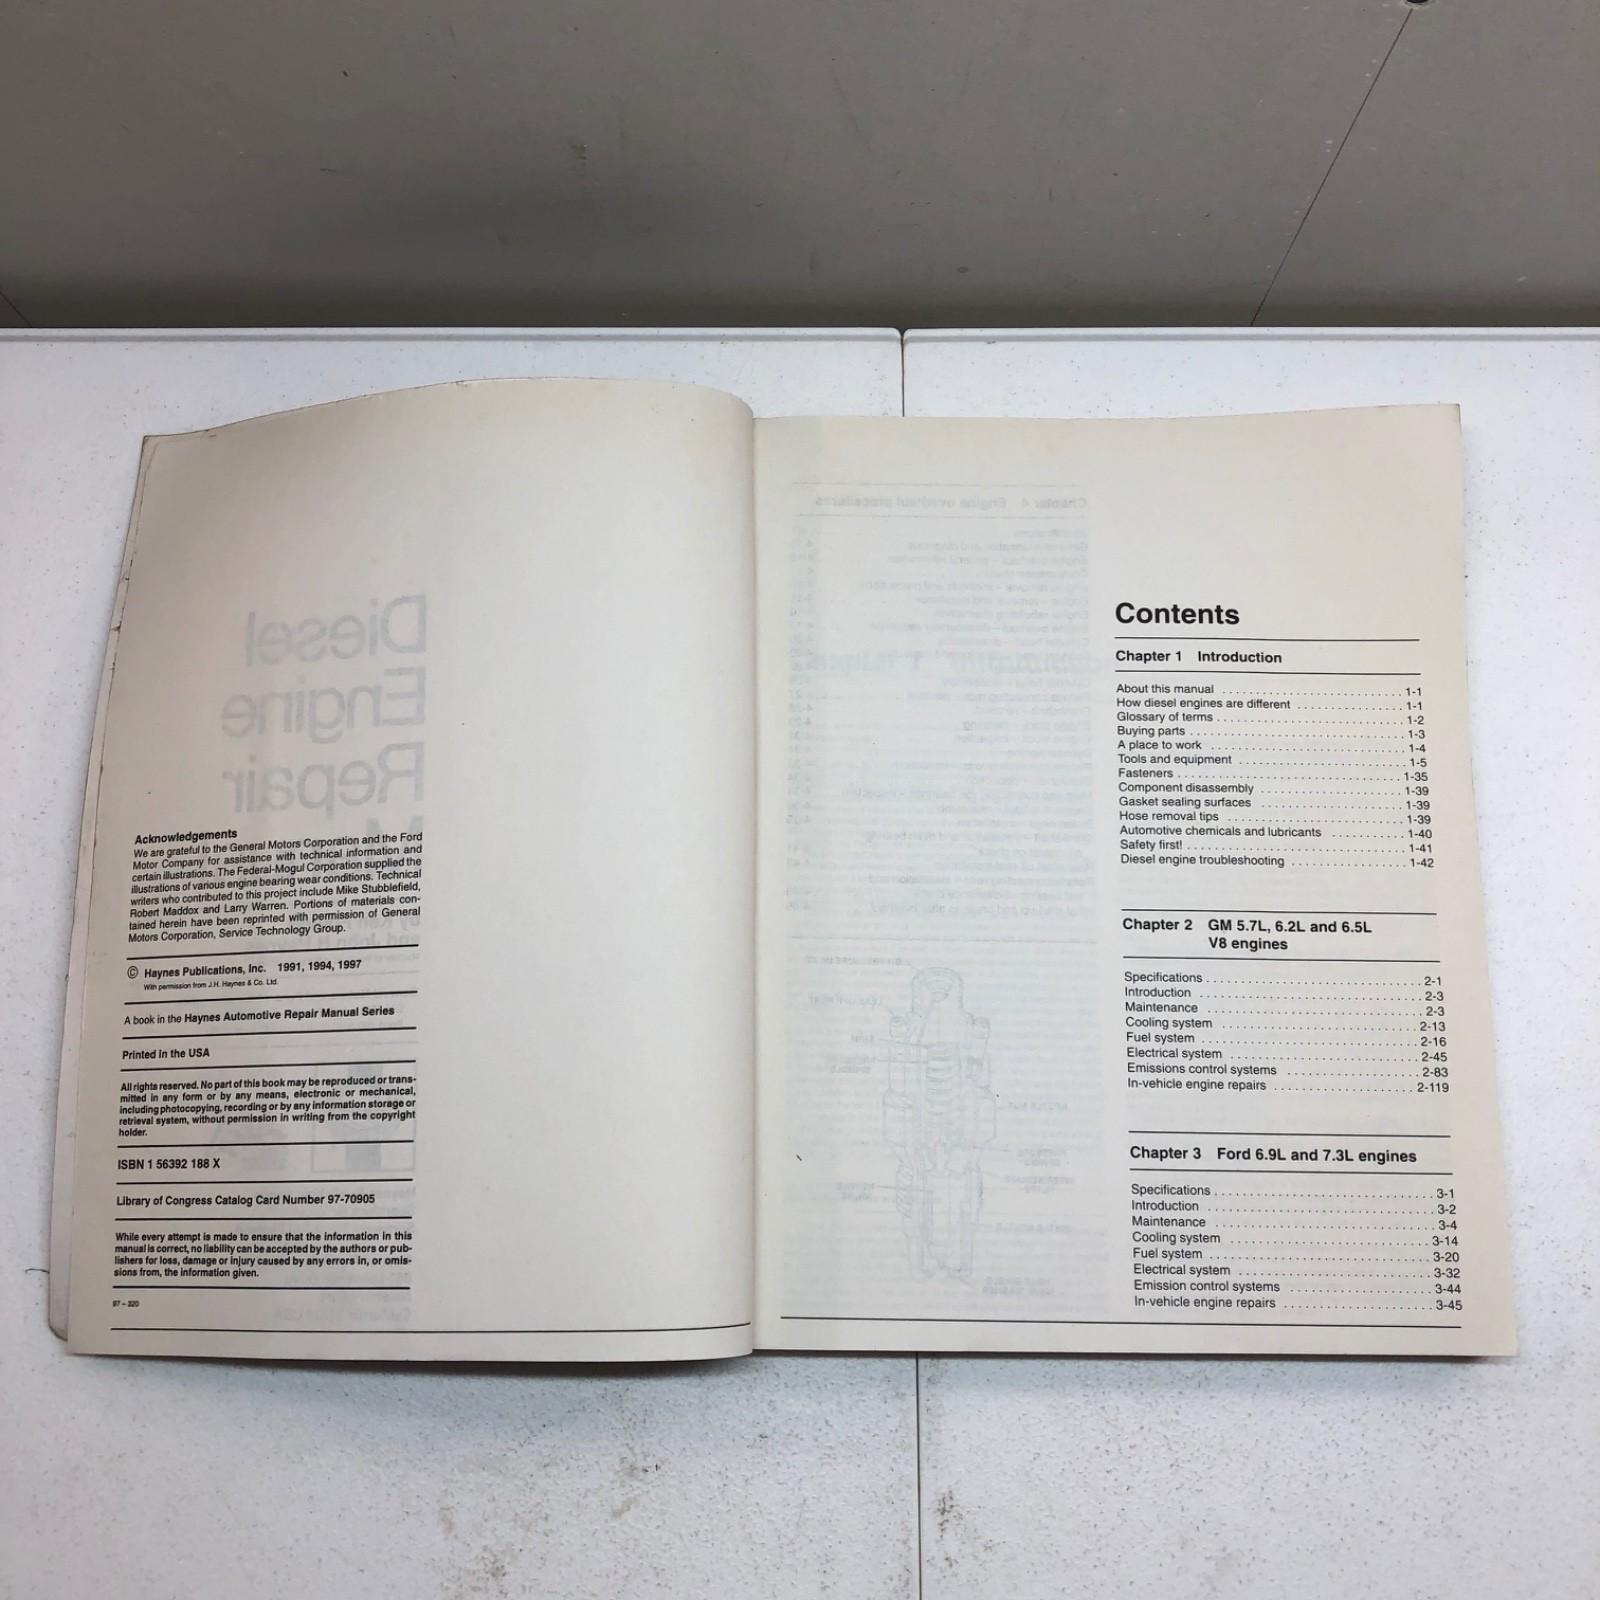 Diesel
Engine
Repair
Acknowledgements
We are grateful to the General Motors Corporation and the Ford
Motor Company for assistance with technical information and
certain illustrations. The Federal-Mogul Corporation supplied the
illustrations of various engine bearing wear conditions. Technical
writers who contributed to this project include Mike Stubblefield,
Robert Maddox and Larry Warren. Portions of materials con-
tained herein have been reprinted with permission of General
Motors Corporation, Service Technology Group.
© Haynes Publications, Inc. 1991, 1994, 1997
With permission from J.H. Haynes & Co. Ltd.
A book in the Haynes Automotive Repair Manual Series
Printed in the USA
All rights reserved. No part of this book may be reproduced or trans-
mitted in any form or by any means, electronic or mechanical,
including photocopying, recording or by any information storage or
retrieval system, without permission in writing from the copyright
holder.
ISBN 1 56392 188 X
Library of Congress Catalog Card Number 97-70905
While every attempt is made to ensure that the information in this
manual is correct, no liability can be accepted by the authors or pub-
lishers for loss, damage or injury caused by any errors in, or omis-
sions from, the information given.
97 – 320
Chapter 4 Engine overhaul procedures
Contents
Chapter 1 Introduction
About this manual ........................... 1-1
How diesel engines are different ................ 1-1
Glossary of terms ............................ 1-2
Buying parts ................................ 1-3
A place to work ............................. 1-4
Tools and equipment ......................... 1-5
Fasteners .................................. 1-35
Component disassembly ...................... 1-39
Gasket sealing surfaces ...................... 1-39
Hose removal tips ........................... 1-39
Automotive chemicals and lubricants ........... 1-40
Safety first! ................................. 1-41
Diesel engine troubleshooting ................. 1-42
Chapter 2 GM 5.7L, 6.2L and 6.5L
V8 engines
Specifications ................................ 2-1
Introduction ................................. 2-3
Maintenance ................................ 2-3
Cooling system ............................. 2-13
Fuel system ................................ 2-16
Electrical system ............................ 2-45
Emissions control systems .................... 2-83
In-vehicle engine repairs ..................... 2-119
Chapter 3 Ford 6.9L and 7.3L engines
Specifications ................................ 3-1
Introduction ................................. 3-2
Maintenance ................................ 3-4
Cooling system ............................. 3-14
Fuel system ................................ 3-20
Electrical system ............................ 3-32
Emission control systems ..................... 3-44
In-vehicle engine repairs ..................... 3-45